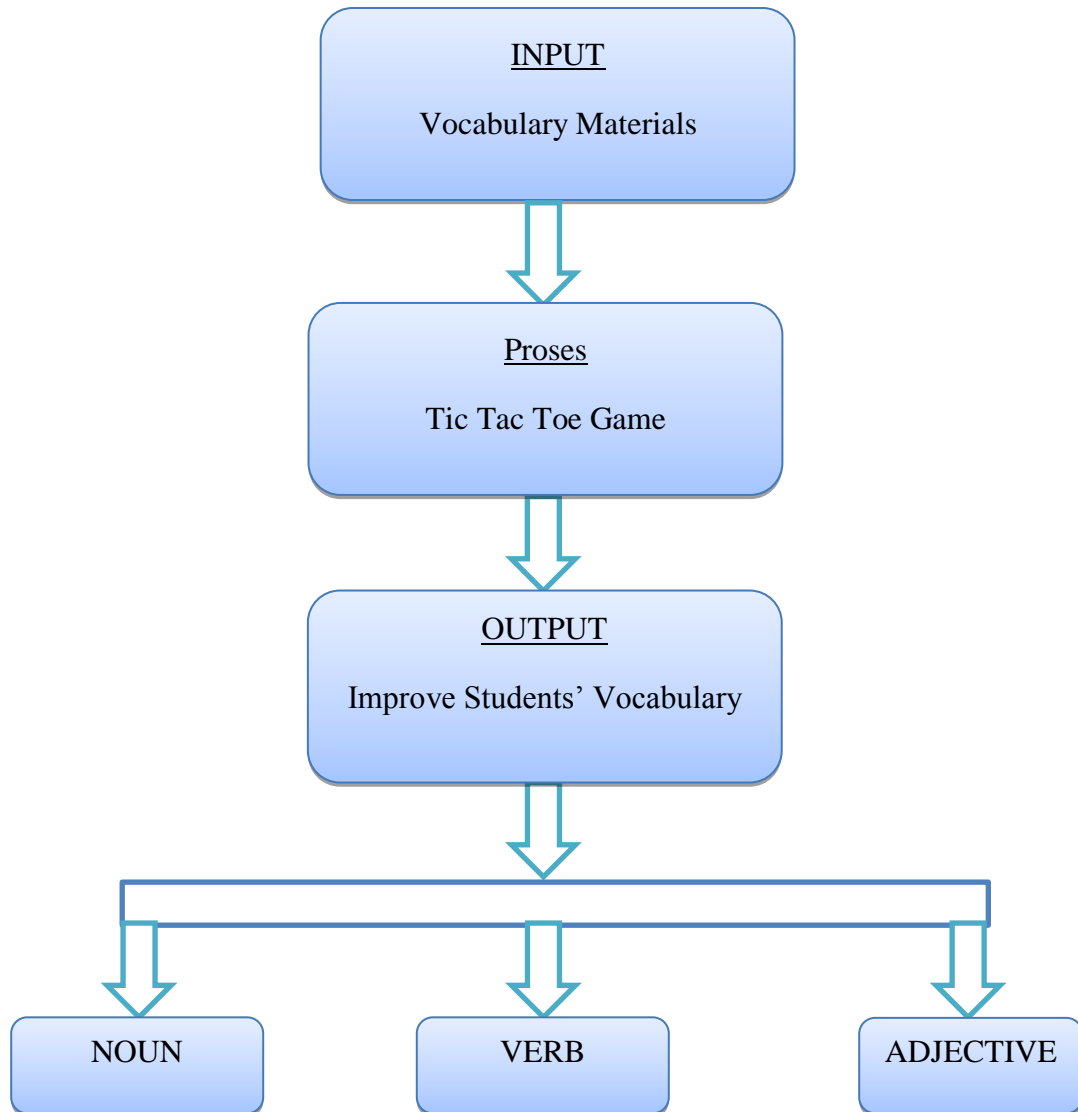 INPUT
Vocabulary Materials
Proses
Tic Tac Toe Game
OUTPUT
Improve Students’ Vocabulary
NOUN
VERB
ADJECTIVE